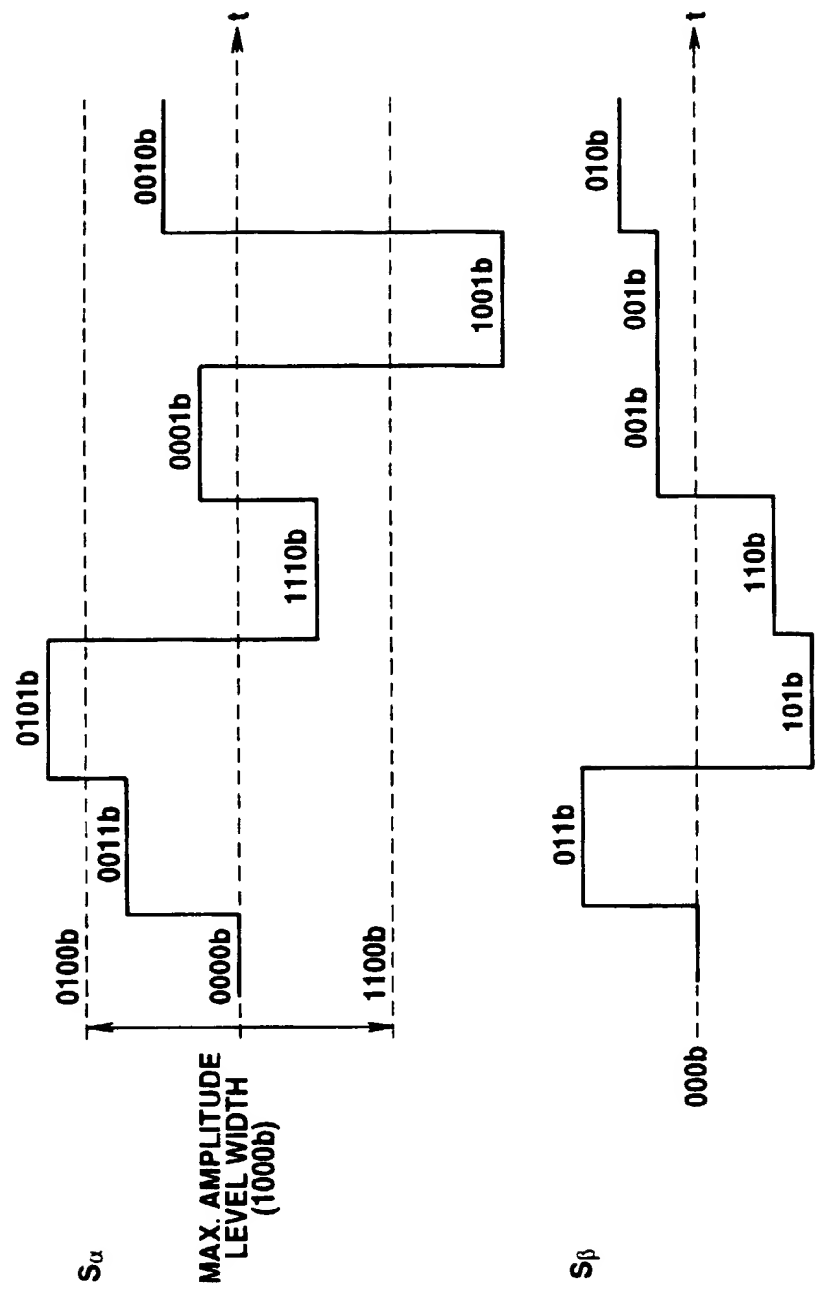 Sα
MAX. AMPLITUDE
LEVEL WIDTH
(1000b)
0100b
0000b
1100b
0011b
0101b
1110b
0001b
1001b
0010b
t
Sβ
000b
011b
101b
110b
001b
001b
010b
t